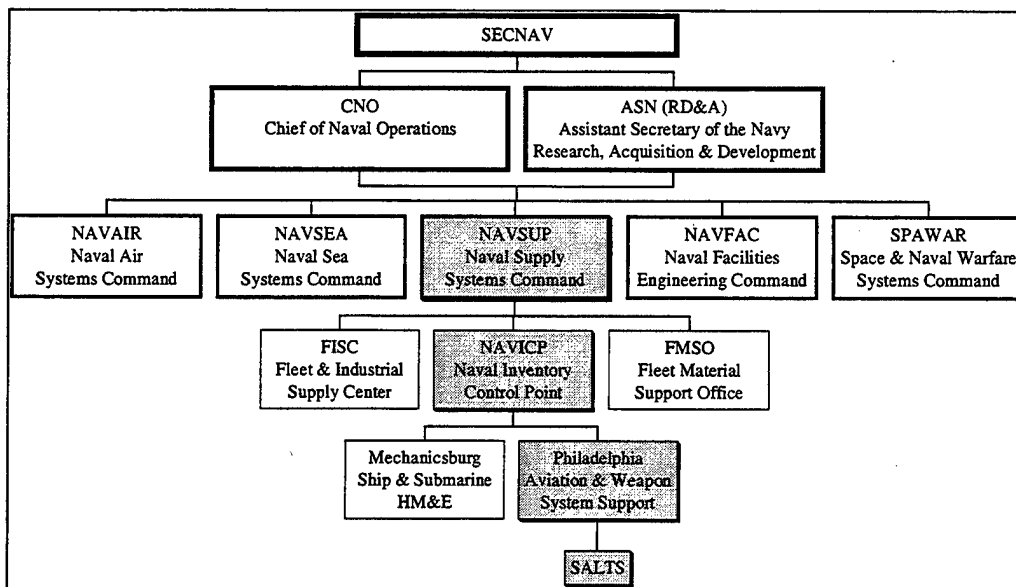 SECNAV
CNO
Chief of Naval Operations
ASN (RD&A)
Assistant Secretary of the Navy
Research, Acquisition & Development
NAVAIR
Naval Air
Systems Command
NAVSEA
Naval Sea
Systems Command
NAVSUP
Naval Supply
Systems Command
NAVFAC
Naval Facilities
Engineering Command
SPAWAR
Space & Naval Warfare
Systems Command
FISC
Fleet & Industrial
Supply Center
NAVICP
Naval Inventory
Control Point
FMSO
Fleet Material
Support Office
Mechanicsburg
Ship & Submarine
HM&E
Philadelphia
Aviation & Weapon
System Support
SALTS